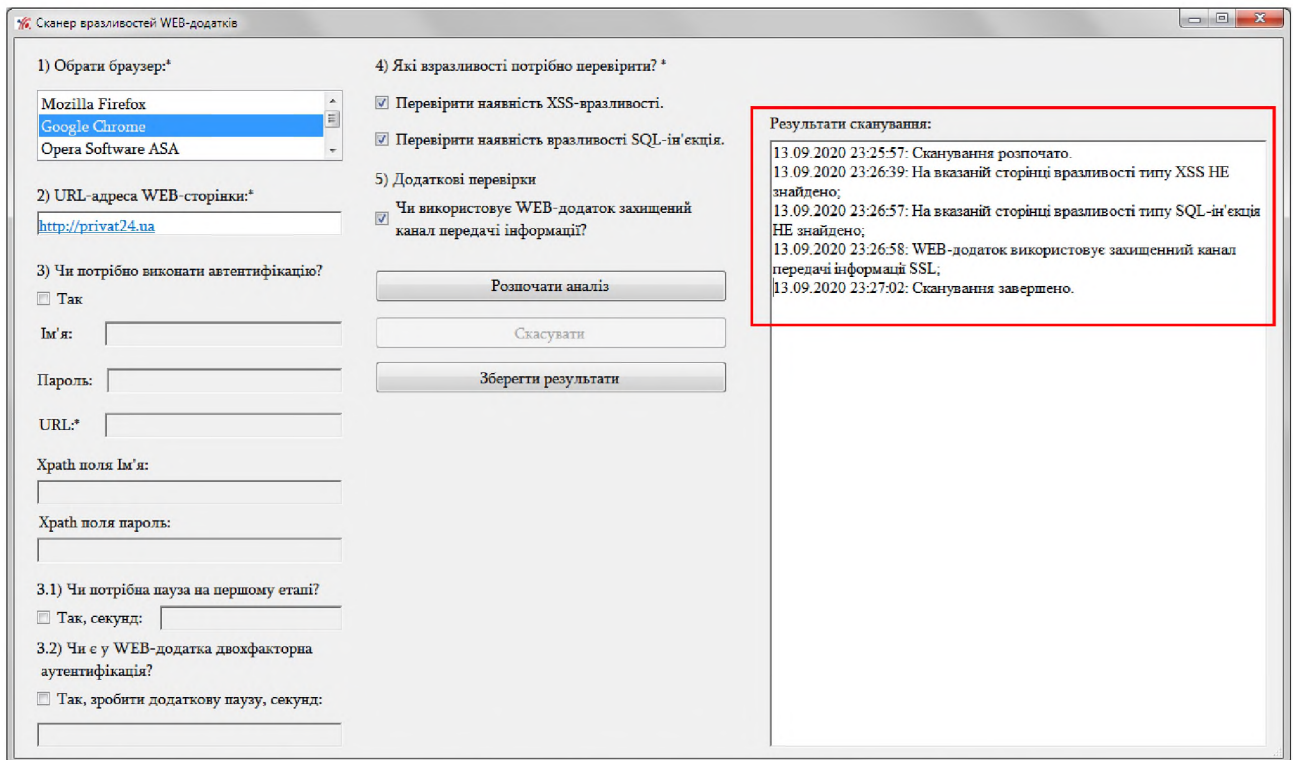 Сканер вразливостей WEB-додатків
1) Обрати браузер:*
Mozilla Firefox
Google Chrome
Opera Software ASA
2) URL-адреса WEB-сторінки:*
http://privat24.ua
3) Чи потрібно виконати автентифікацію?
Так
Ім'я:
Пароль:
URL:*
Xpath поля Ім'я:
Xpath поля пароль:
3.1) Чи потрібна пауза на першому етапі?
Так, секунд:
3.2) Чи є у WEB-додатка двохфакторна
аутентифікація?
Так, зробити додаткову паузу, секунд:
4) Які взразливості потрібно перевірити? *
Перевірити наявність XSS-вразливості.
Перевірити наявність вразливості SQL-ін'єкція.
5) Додаткові перевірки
Чи використовує WEB-додаток захищений
канал передачі інформації?
Розпочати аналіз
Скасувати
Зберегти результати
Результати сканування:
13.09.2020 23:25:57: Сканування розпочато.
13.09.2020 23:26:39: На вказаній сторінці вразливості типу XSS НЕ
знайдено;
13.09.2020 23:26:57: На вказаній сторінці вразливості типу SQL-ін'єкція
НЕ знайдено;
13.09.2020 23:26:58: WEB-додаток використовує захищенний канал
передачі інформації SSL;
13.09.2020 23:27:02: Сканування завершено.